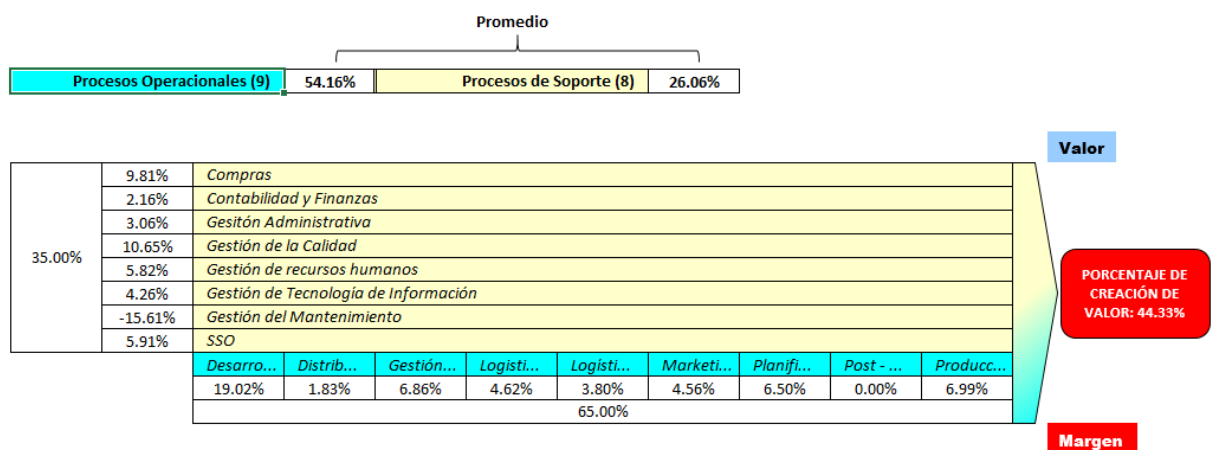 Promedio
Procesos Operacionales (9) 54.16% Procesos de Soporte (8) 26.06%
Valor
9.81% Compras
2.16% Contabilidad y Finanzas
3.06% Gesitón Administrativa
10.65% Gestión de la Calidad
35.00%
5.82% Gestión de recursos humanos
4.26% Gestión de Tecnología de Información
-15.61% Gestión del Mantenimiento
5.91% SSO
PORCENTAJE DE
CREACIÓN DE
VALOR: 44.33%
Desarro... Distrib... Gestión... Logisti... Logísti... Marketi... Planifi... Post - ... Producc...
19.02% 1.83% 6.86% 4.62% 3.80% 4.56% 6.50% 0.00% 6.99%
65.00%
Margen